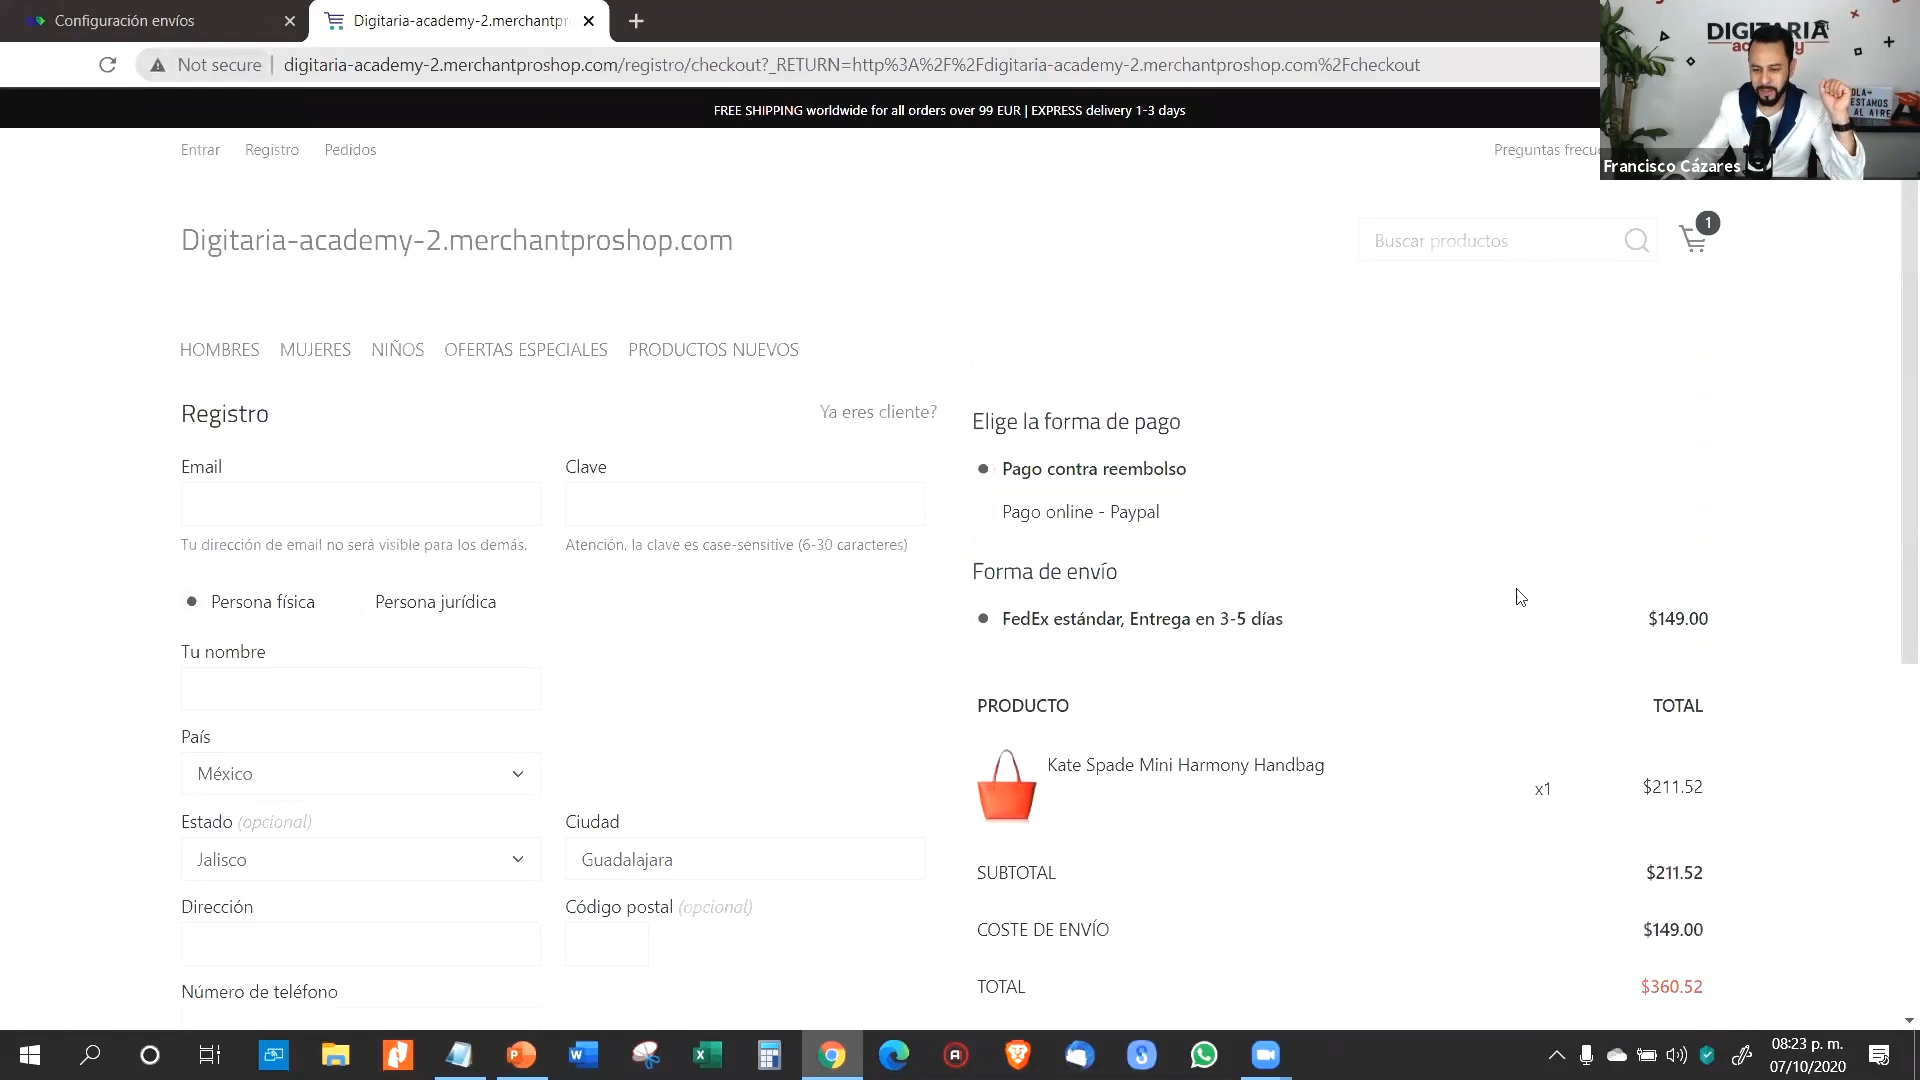 Configuración envíos
Digitaria-academy-2.merchantpr
Not secure
digitaria-academy-2.merchantproshop.com/registro/checkout?_RETURN=http%3A%2F%2Fdigitaria-academy-2.merchantproshop.com%2Fcheckout
DIGITARIA
academy
ESTAMOS
AL AIRE
Francisco Cázares
FREE SHIPPING worldwide for all orders over 99 EUR | EXPRESS delivery 1-3 days
Entrar Registro Pedidos
Preguntas frecu
Digitaria-academy-2.merchantproshop.com
Buscar productos
1
HOMBRES MUJERES NIÑOS OFERTAS ESPECIALES PRODUCTOS NUEVOS
Registro
Ya eres cliente?
Email
Clave
Tu dirección de email no será visible para los demás.
Atención, la clave es case-sensitive (6-30 caracteres)
Persona física
Persona jurídica
Tu nombre
País
México
Estado (opcional)
Ciudad
Jalisco
Guadalajara
Dirección
Código postal (opcional)
Número de teléfono
Elige la forma de pago
Pago contra reembolso
Pago online - Paypal
Forma de envío
FedEx estándar, Entrega en 3-5 días
$149.00
PRODUCTO
TOTAL
Kate Spade Mini Harmony Handbag
x1
$211.52
SUBTOTAL
$211.52
COSTE DE ENVÍO
$149.00
TOTAL
$360.52
08:23 p. m.
07/10/2020